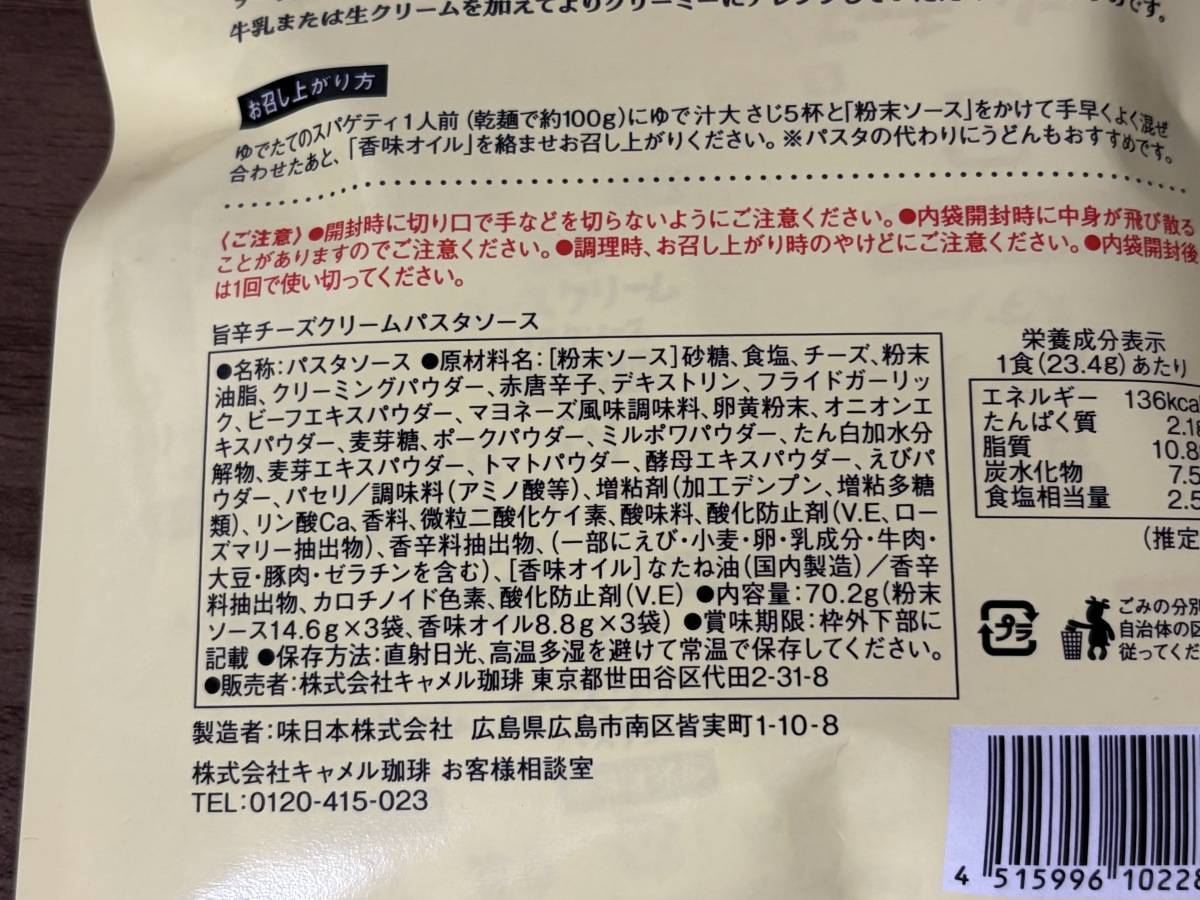 牛乳または生クリームを加えてよりクリーミーにアレンジして
お召し上がり方
ゆでたてのスパゲティ1人前(乾麺で約100g)にゆで汁大さじ5杯と「粉末ソース」をかけて手早くよく混ぜ
合わせたあと、「香味オイル」を絡ませお召し上がりください。※パスタの代わりにうどんもおすすめです。
〈ご注意〉●開封時に切り口で手などを切らないようにご注意ください。●内袋開封時に中身が飛び散る
ことがありますのでご注意ください。●調理時、お召し上がり時のやけどにご注意ください。●内袋開封後
は1回で使い切ってください。
旨辛チーズクリームパスタソース
●名称:パスタソース ●原材料名:[粉末ソース]砂糖、食塩、チーズ、粉末
油脂、クリーミングパウダー、赤唐辛子、デキストリン、フライドガーリッ
ク、ビーフエキスパウダー、マヨネーズ風味調味料、卵黄粉末、オニオンエ
キスパウダー、麦芽糖、ポークパウダー、ミルポワパウダー、たん白加水分
解物、麦芽エキスパウダー、トマトパウダー、酵母エキスパウダー、えびパ
ウダー、パセリ/調味料(アミノ酸等)、増粘剤(加工デンプン、増粘多糖
類)、リン酸Ca、香料、微粒二酸化ケイ素、酸味料、酸化防止剤(V.E、ロー
ズマリー抽出物)、香辛料抽出物、(一部にえび・小麦・卵・乳成分・牛肉・
大豆・豚肉・ゼラチンを含む)、[香味オイル]なたね油(国内製造)/香辛
料抽出物、カロチノイド色素、酸化防止剤(V.E) ●内容量:70.2g(粉末
ソース14.6g×3袋、香味オイル8.8g×3袋) ●賞味期限:枠外下部に
記載 ●保存方法:直射日光、高温多湿を避けて常温で保存してください。
●販売者:株式会社キャメル珈琲 東京都世田谷区代田2-31-8
製造者:味日本株式会社 広島県広島市南区皆実町1-10-8
株式会社キャメル珈琲 お客様相談室
TEL:0120-415-023
栄養成分表示
1食(23.4g)あたり
エネルギー 136kcal
たんぱく質 2.1g
脂質 10.8
炭水化物 7.5
食塩相当量 2.5
(推定
プラ
ごみの分別
自治体の区
従ってくだ
4 515996 10228